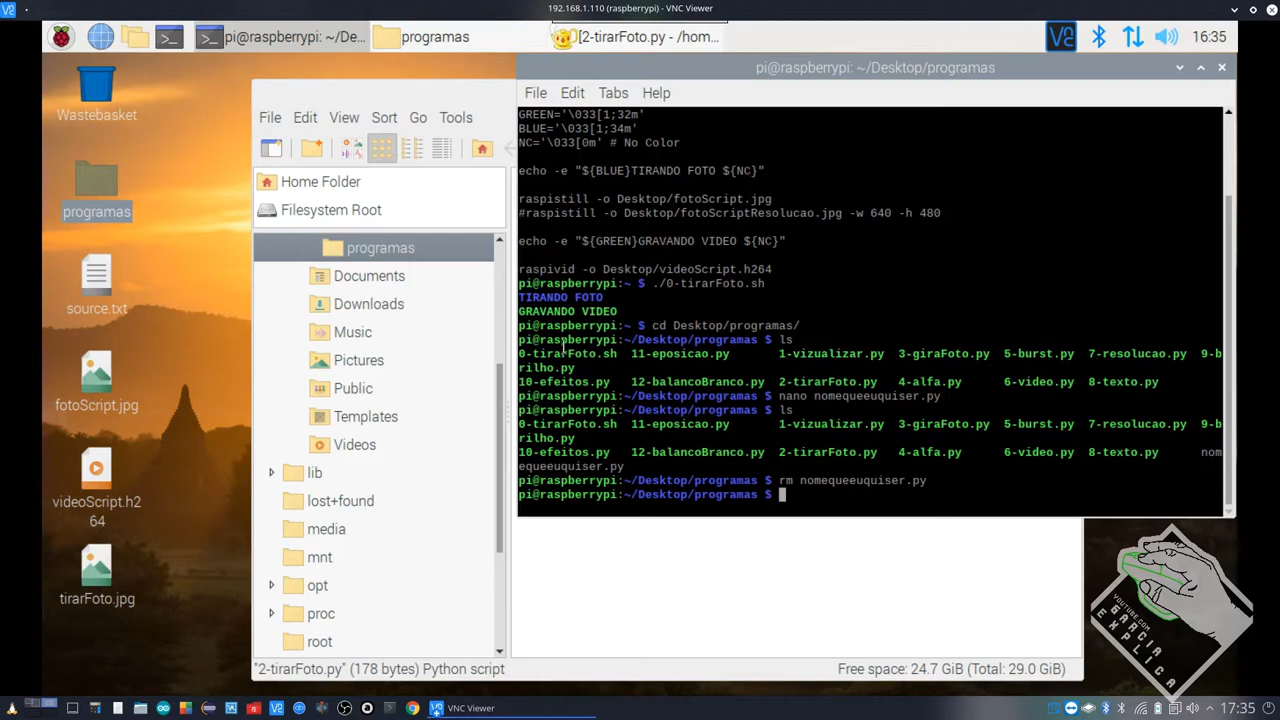 192.168.1.110 (raspberrypi) - VNC Viewer
pi@raspberrypi: ~/De...
programas
[2-tirarFoto.py - /hom...
16:35
Wastebasket
programas
source.txt
fotoScript.jpg
videoScript.h2
64
tirarFoto.jpg
File Edit View Sort Go Tools
Home Folder
Filesystem Root
programas
Documents
Downloads
Music
Pictures
Public
Templates
Videos
lib
lost+found
media
mnt
opt
proc
root
"2-tirarFoto.py" (178 bytes) Python script
Free space: 24.7 GiB (Total: 29.0 GiB)
pi@raspberrypi: ~/Desktop/programas
File Edit Tabs Help
GREEN='\033[1;32m'
BLUE='\033[1;34m'
NC='\033[0m' # No Color
echo -e "${BLUE}TIRANDO FOTO ${NC}"
raspistill -o Desktop/fotoScript.jpg
#raspistill -o Desktop/fotoScriptResolucao.jpg -w 640 -h 480
echo -e "${GREEN}GRAVANDO VIDEO ${NC}"
raspivid -o Desktop/videoScript.h264
pi@raspberrypi:~ $ ./0-tirarFoto.sh
TIRANDO FOTO
GRAVANDO VIDEO
pi@raspberrypi:~ $ cd Desktop/programas/
pi@raspberrypi:~/Desktop/programas $ ls
0-tirarFoto.sh 11-eposicao.py 1-vizualizar.py 3-giraFoto.py 5-burst.py 7-resolucao.py 9-b
rilho.py
10-efeitos.py 12-balancoBranco.py 2-tirarFoto.py 4-alfa.py 6-video.py 8-texto.py
pi@raspberrypi:~/Desktop/programas $ nano nomequeeuquiser.py
pi@raspberrypi:~/Desktop/programas $ ls
0-tirarFoto.sh 11-eposicao.py 1-vizualizar.py 3-giraFoto.py 5-burst.py 7-resolucao.py 9-b
rilho.py
10-efeitos.py 12-balancoBranco.py 2-tirarFoto.py 4-alfa.py 6-video.py 8-texto.py nom
equeeuquiser.py
pi@raspberrypi:~/Desktop/programas $ rm nomequeeuquiser.py
pi@raspberrypi:~/Desktop/programas $
YOUTUBE.COM
GARCIA
EXPLICA
VNC Viewer
17:35